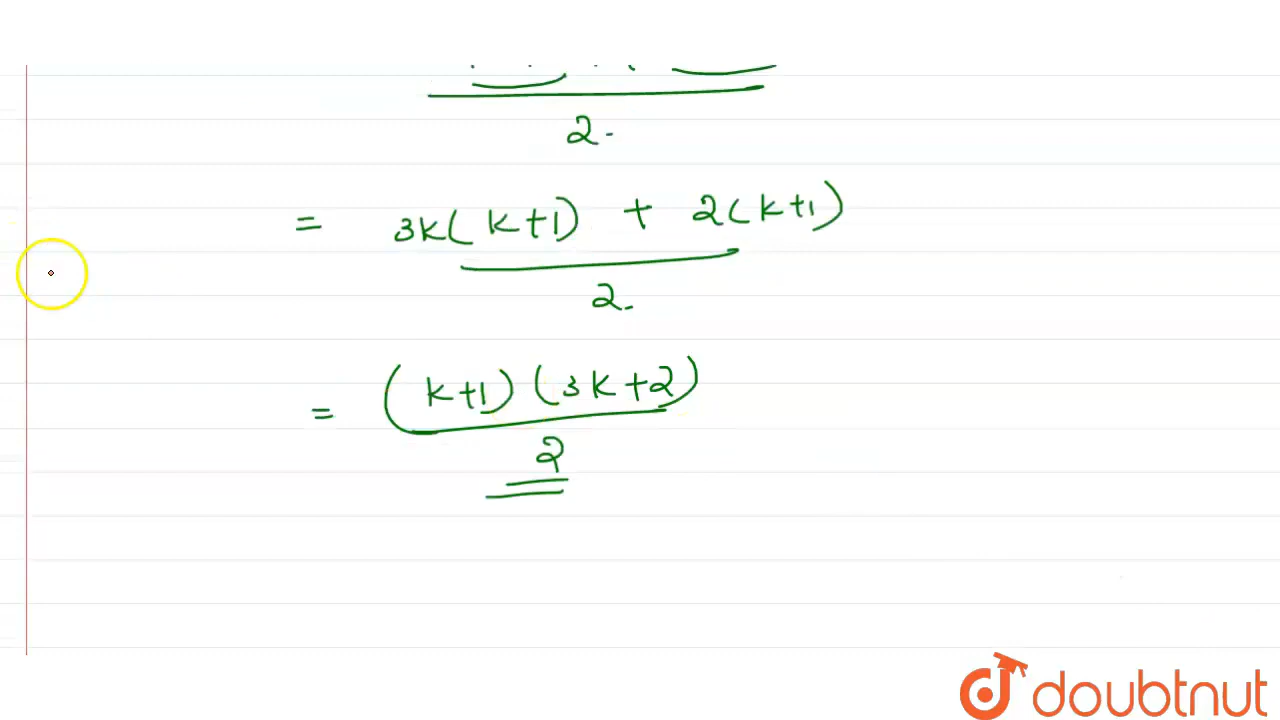 2.
= 3k(k+1) + 2(k+1)
2.
= (k+1)(3k+2)
2
doubtnut